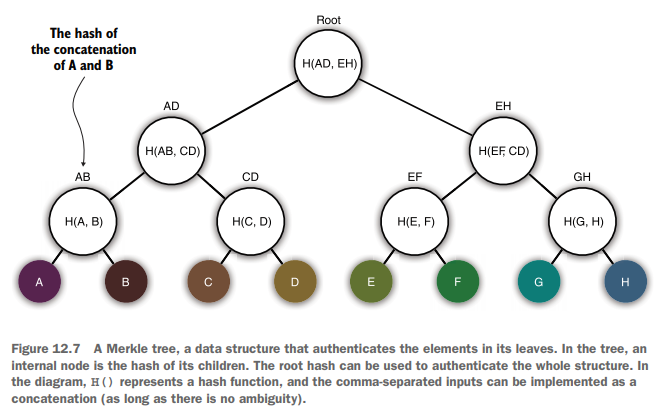 Root
The hash of
the concatenation
of A and B
H(AD, EH)
AD
EH
H(AB, CD)
H(EF, CD)
AB
CD
EF
GH
H(A, B)
H(C, D)
H(E, F)
H(G, H)
A
B
C
D
E
F
G
H
Figure 12.7 A Merkle tree, a data structure that authenticates the elements in its leaves. In the tree, an
internal node is the hash of its children. The root hash can be used to authenticate the whole structure. In
the diagram, H() represents a hash function, and the comma-separated inputs can be implemented as a
concatenation (as long as there is no ambiguity).